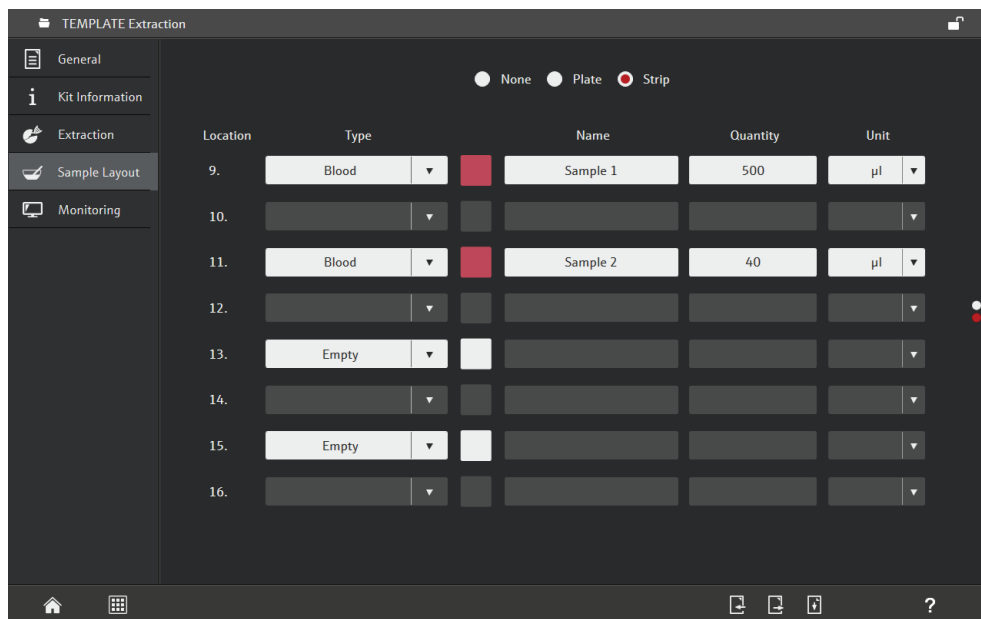 TEMPLATE Extraction
General
Kit Information
Extraction
Sample Layout
Monitoring
None Plate Strip
Location Type Name Quantity Unit
9. Blood Sample 1 500 µl
10.
11. Blood Sample 2 40 µl
12.
13. Empty
14.
15. Empty
16.
?